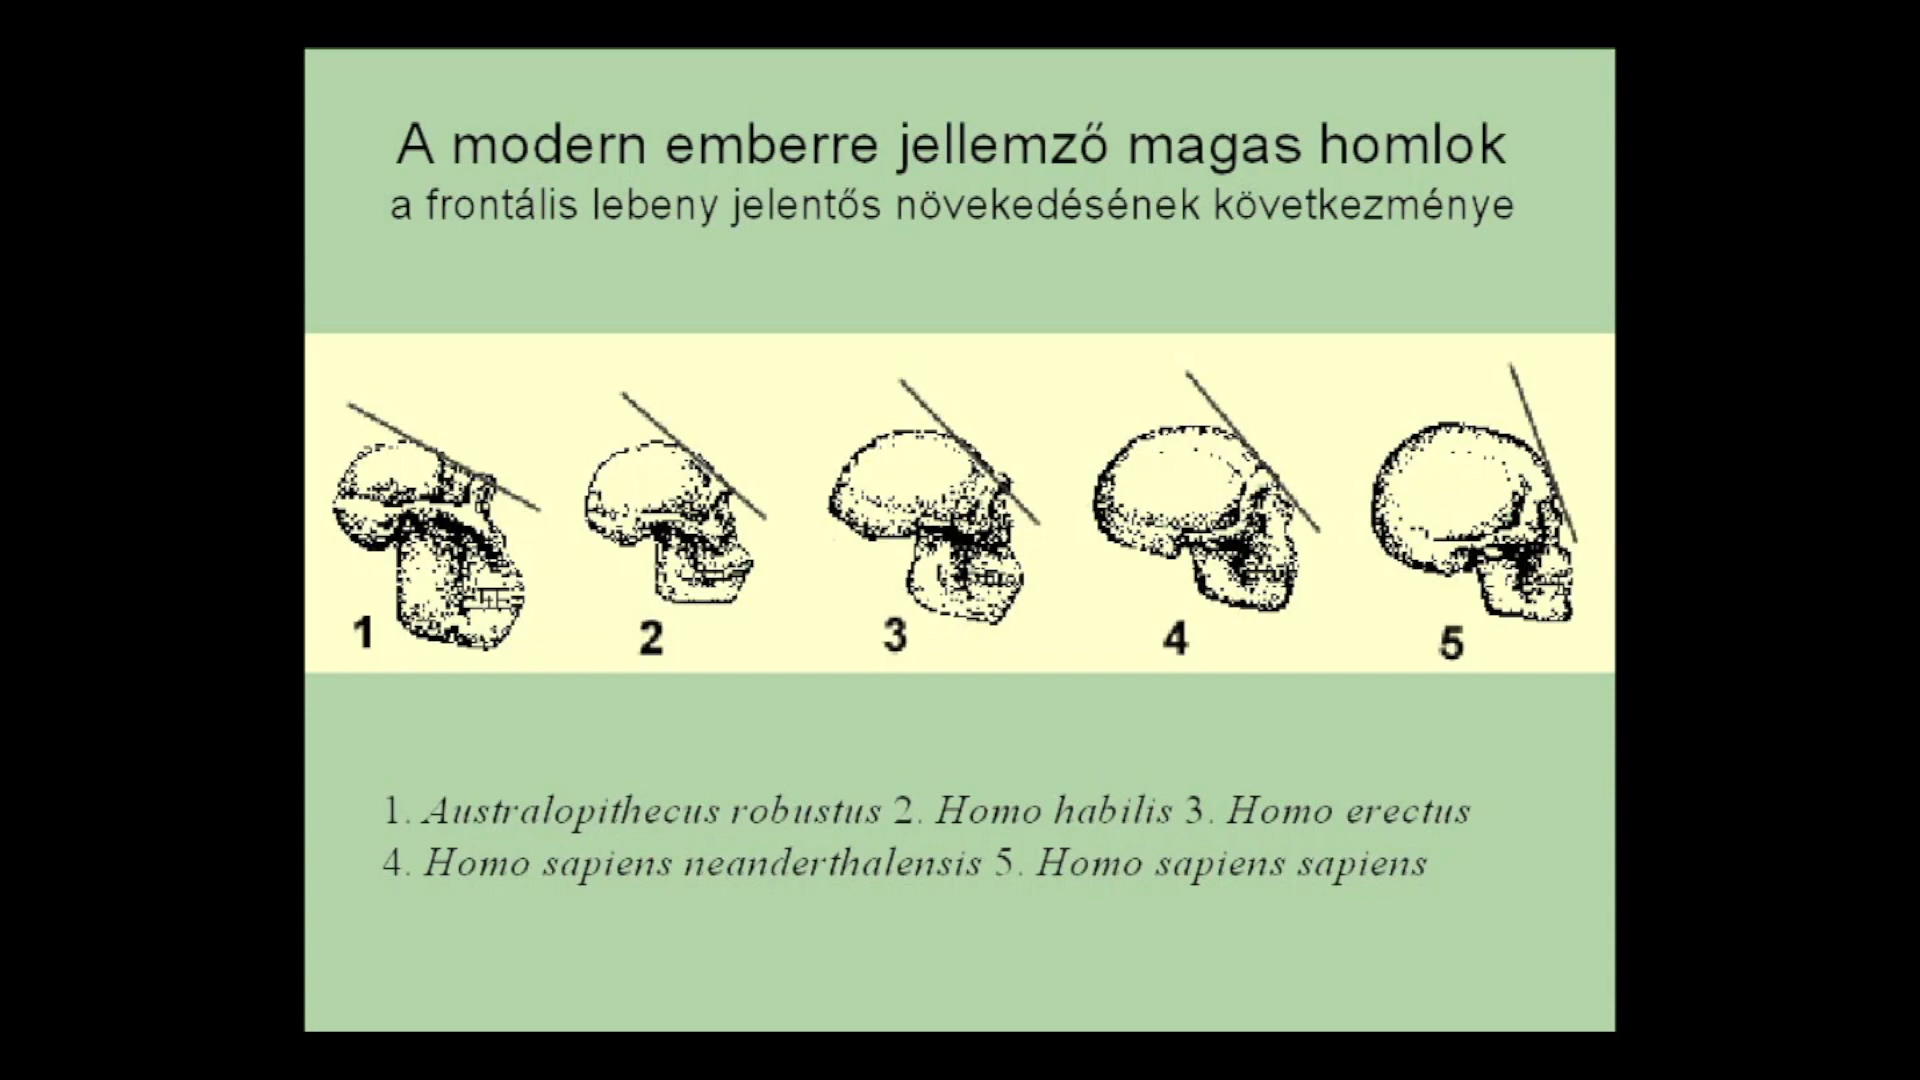 A modern emberre jellemző magas homlok
a frontális lebeny jelentős növekedésének következménye
1 2 3 4 5
1. Australopithecus robustus 2. Homo habilis 3. Homo erectus
4. Homo sapiens neanderthalensis 5. Homo sapiens sapiens